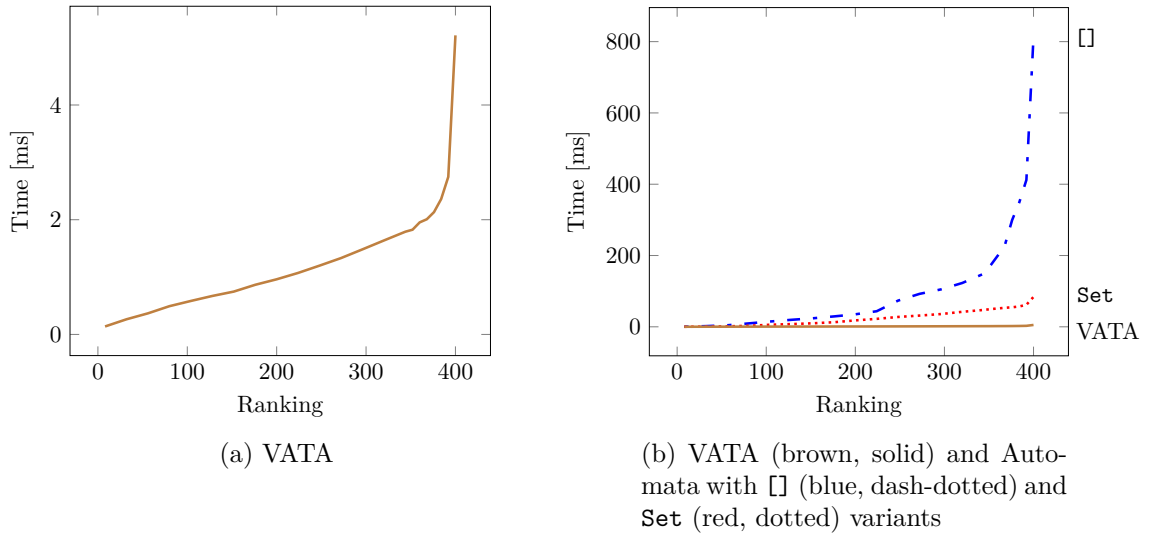 4
2
0
Time [ms]
0 100 200 300 400
Ranking
(a) VATA
800
600
400
200
0
Time [ms]
[]
Set
VATA
0 100 200 300 400
Ranking
(b) VATA (brown, solid) and Auto-
mata with [] (blue, dash-dotted) and
Set (red, dotted) variants